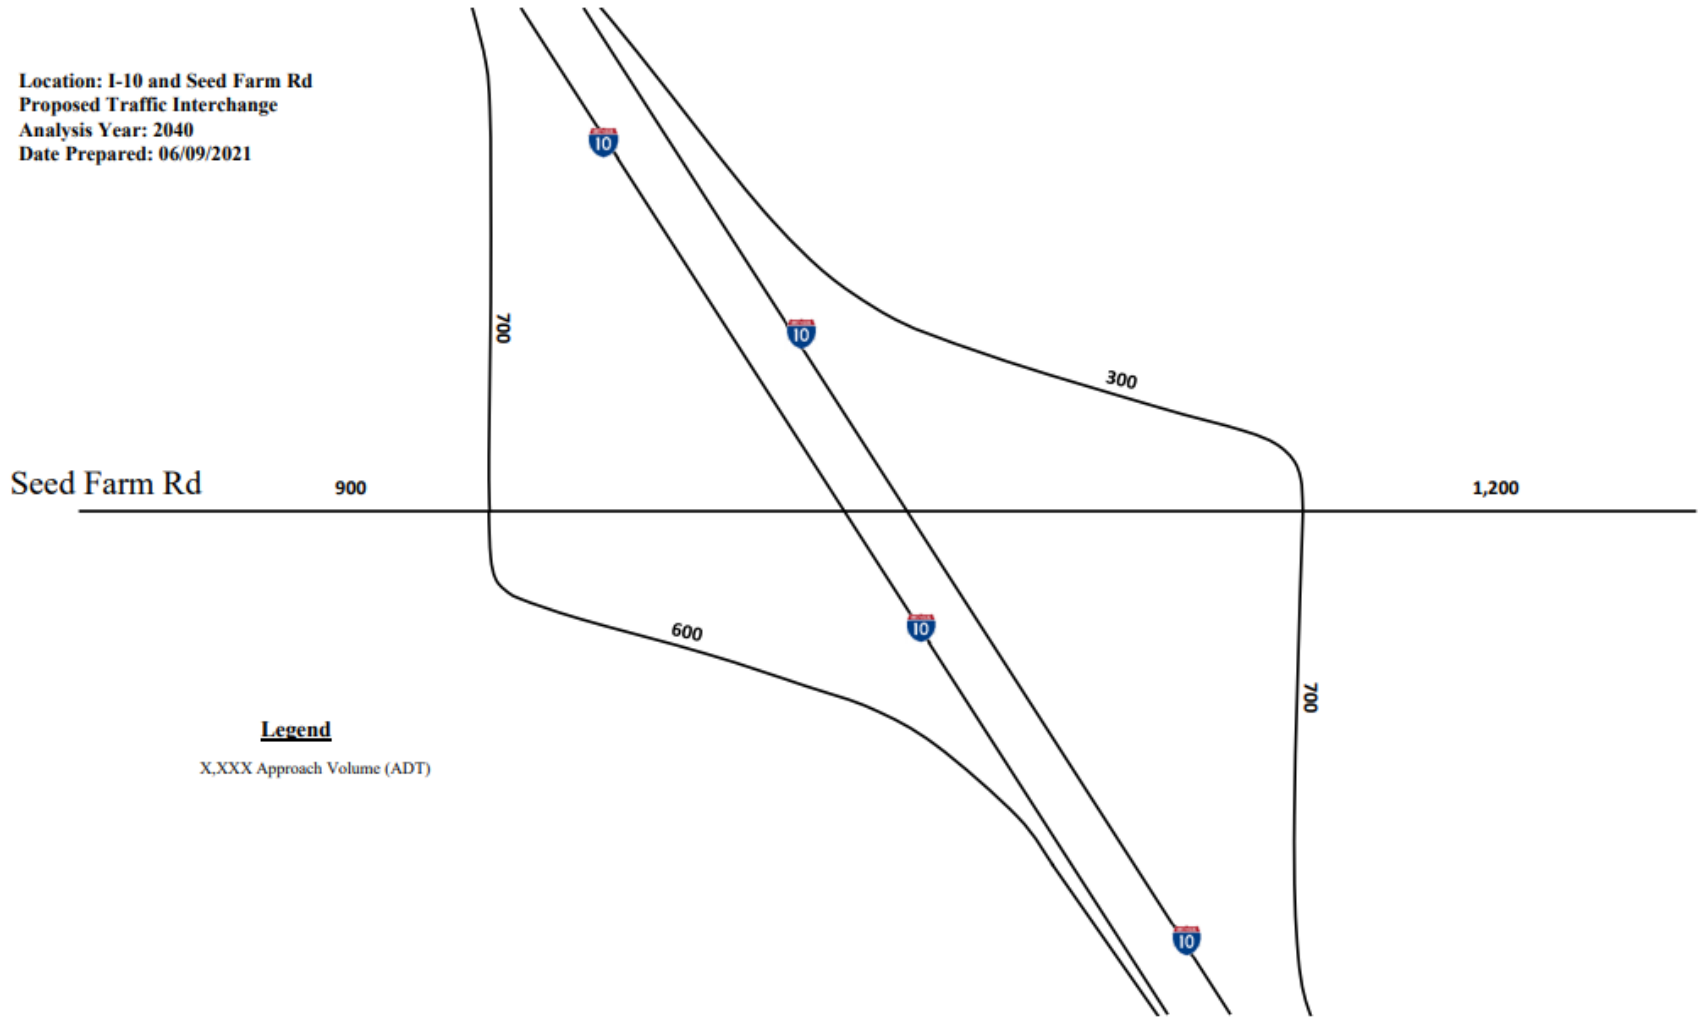 Location: I-10 and Seed Farm Rd
Proposed Traffic Interchange
Analysis Year: 2040
Date Prepared: 06/09/2021
10
10
700
300
Seed Farm Rd
900
1,200
10
600
700
Legend
X,XXX Approach Volume (ADT)
10